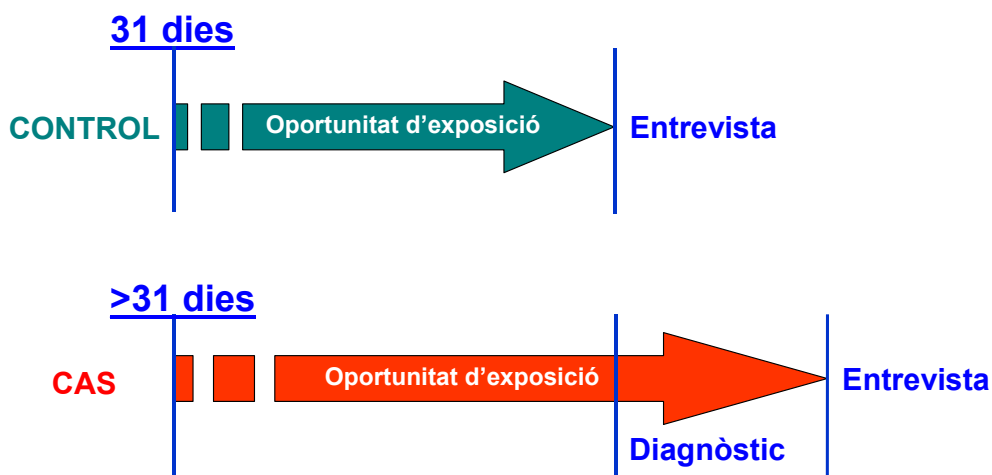 31 dies
CONTROL
Oportunitat d’exposició
Entrevista
>31 dies
CAS
Oportunitat d’exposició
Entrevista
Diagnòstic